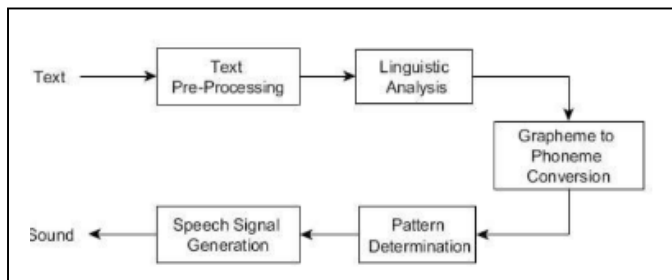 Text
Text
Pre-Processing
Linguistic
Analysis
Grapheme to
Phoneme
Conversion
Pattern
Determination
Speech Signal
Generation
Sound